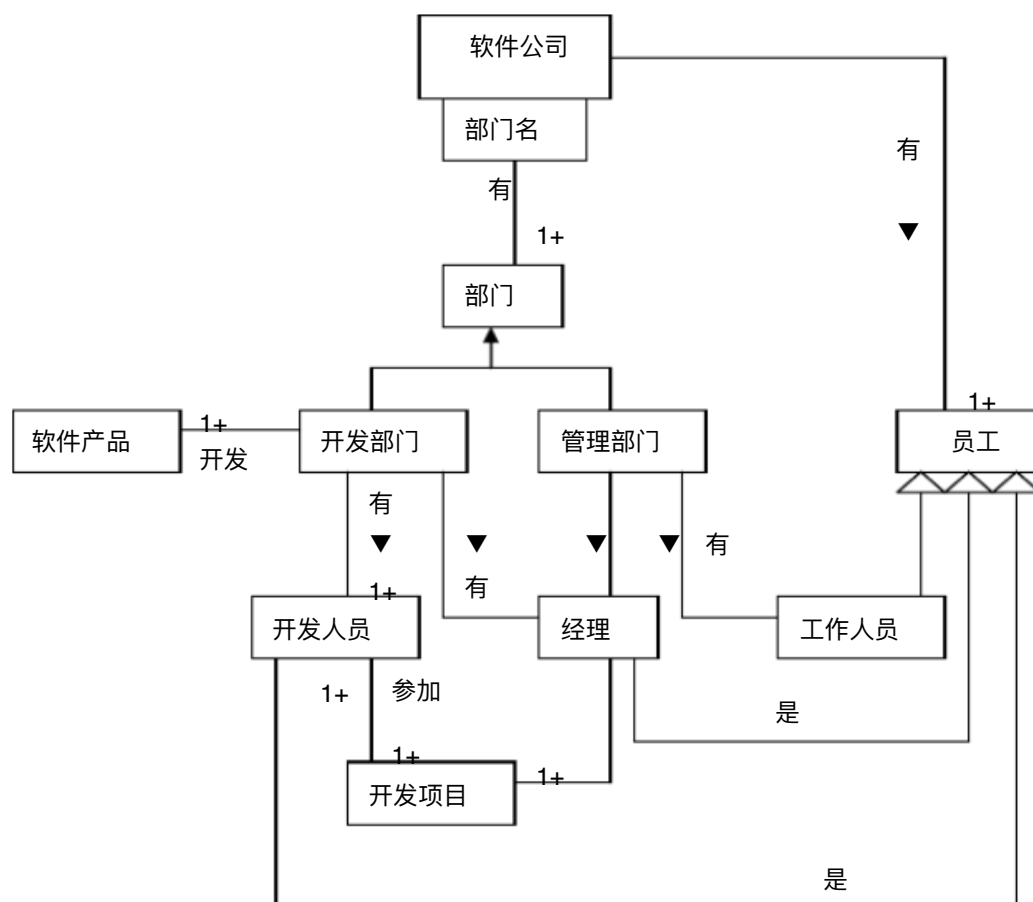 软件公司
部门名
有
有
1+
▼
部门
1+
软件产品
1+
开发
开发部门
管理部门
员工
有
▼
▼
▼
▼
有
有
1+
开发人员
经理
工作人员
1+
参加
是
1+
1+
开发项目
是